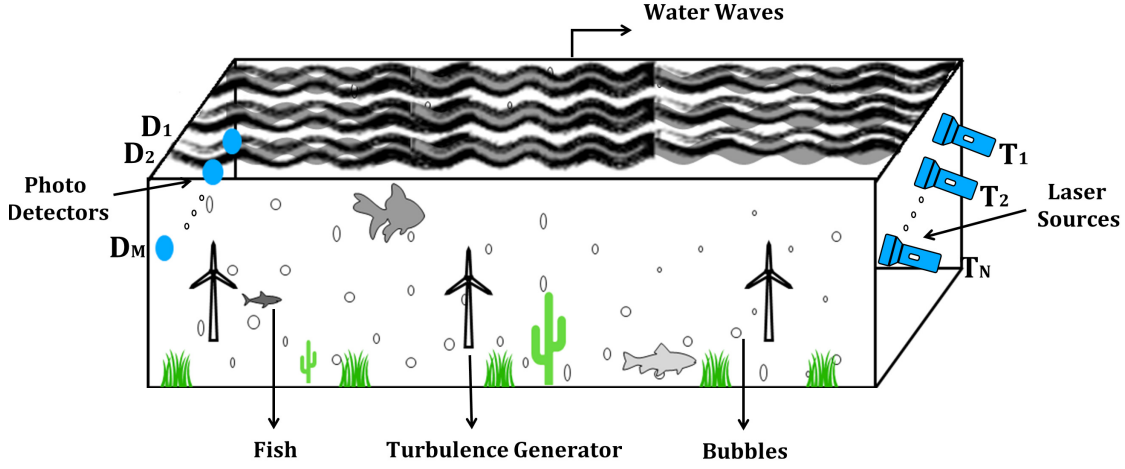 Water Waves
D1
D2
Photo
Detectors
DM
T1
T2
Laser
Sources
TN
Fish
Turbulence Generator
Bubbles